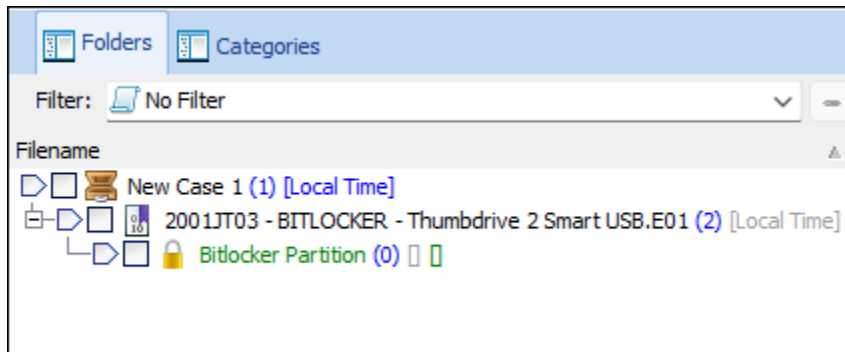 Folders Categories
Filter: No Filter
Filename
New Case 1 (1) [Local Time]
2001JT03 - BITLOCKER - Thumbdrive 2 Smart USB.E01 (2) [Local Time]
Bitlocker Partition (0) [] []